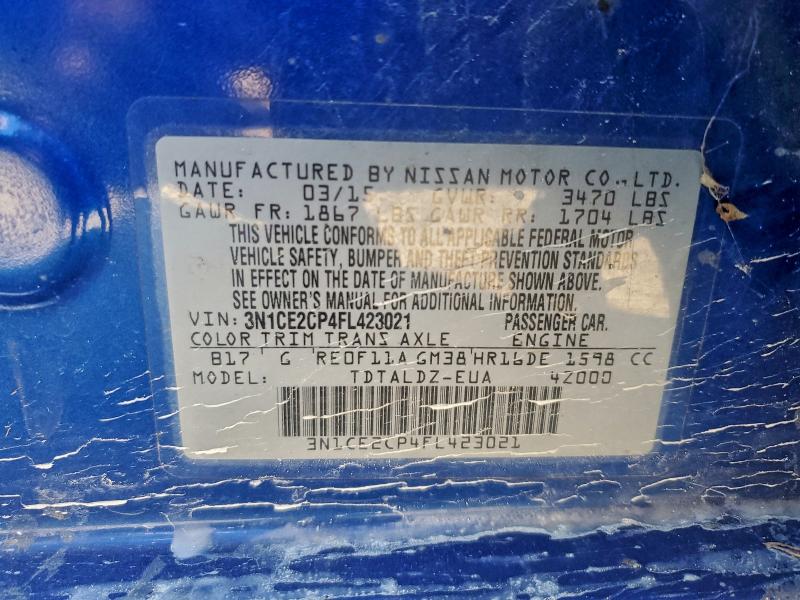 MANUFACTURED BY NISSAN MOTOR CO.,LTD.
DATE: 03/15 GVWR: 3470 LBS
GAWR FR: 1867 LBS GAWR RR: 1704 LBS
THIS VEHICLE CONFORMS TO ALL APPLICABLE FEDERAL MOTOR
VEHICLE SAFETY, BUMPER AND THEFT PREVENTION STANDARDS
IN EFFECT ON THE DATE OF MANUFACTURE SHOWN ABOVE.
SEE OWNER'S MANUAL FOR ADDITIONAL INFORMATION.
VIN: 3N1CE2CP4FL423021 PASSENGER CAR.
COLOR TRIM TRANS AXLE ENGINE
B17 G RE0F11A GM38 HR16DE 1598 CC
MODEL: TDTALDZ-EUA 4Z000
3N1CE2CP4FL423021